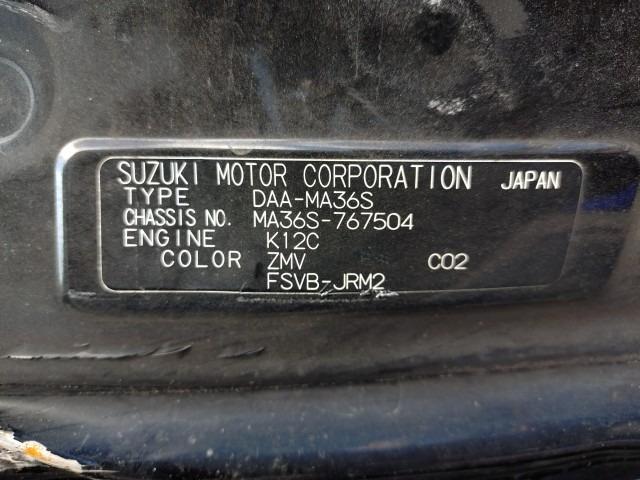 SUZUKI MOTOR CORPORATION JAPAN
TYPE DAA-MA36S
CHASSIS NO. MA36S-767504
ENGINE K12C
COLOR ZMV C02
FSVB-JRM2